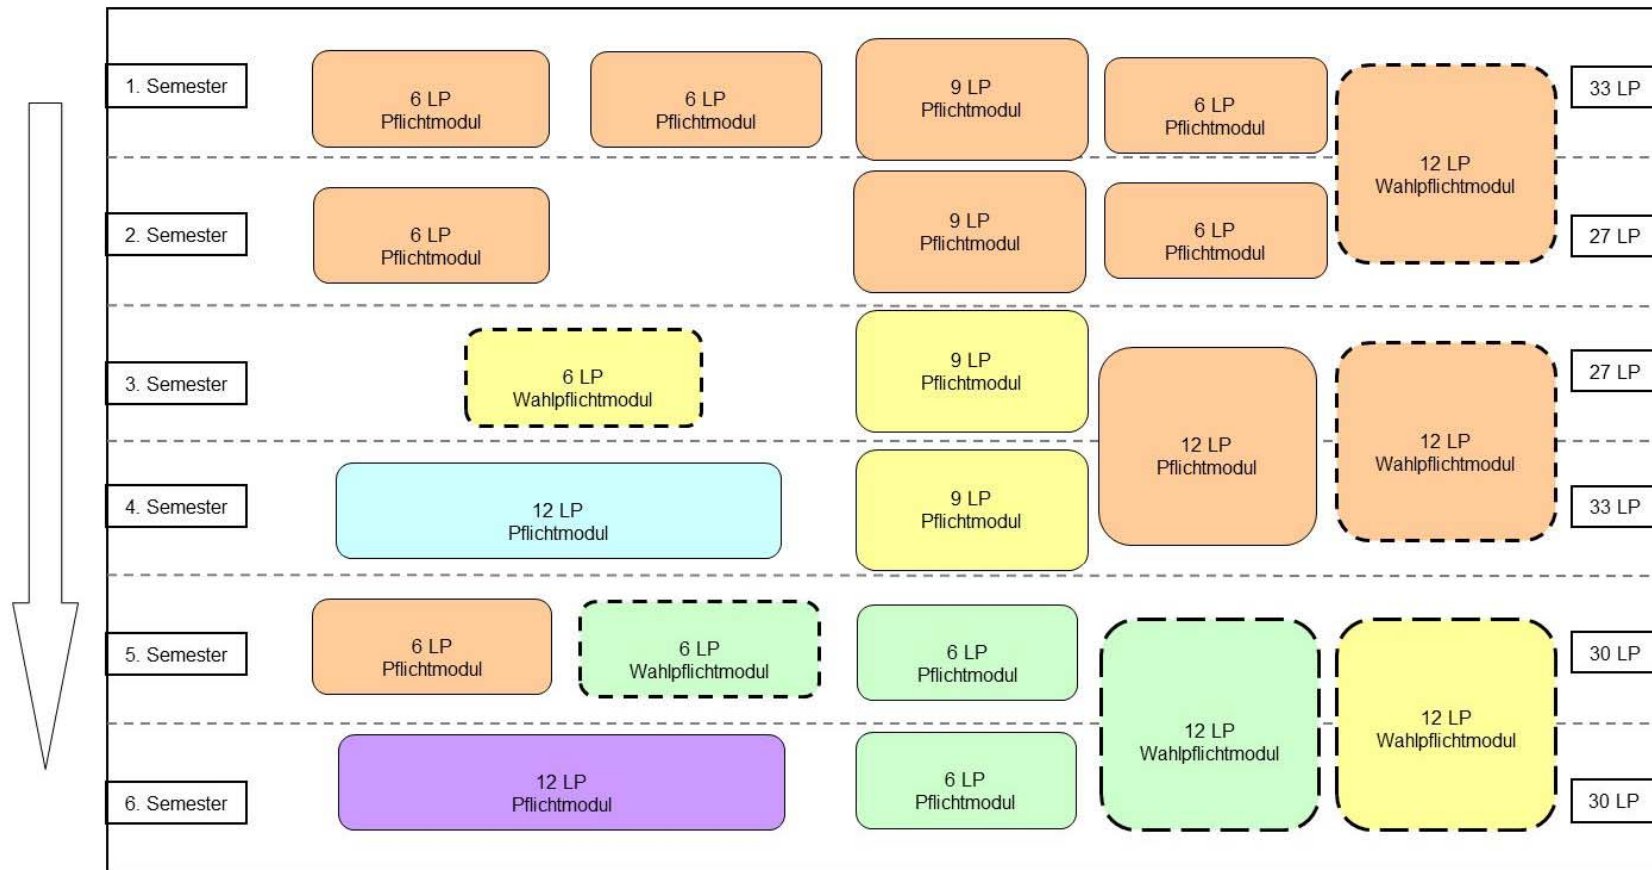 1. Semester
6 LP
Pflichtmodul
6 LP
Pflichtmodul
9 LP
Pflichtmodul
6 LP
Pflichtmodul
12 LP
Wahlpflichtmodul
33 LP
2. Semester
6 LP
Pflichtmodul
9 LP
Pflichtmodul
6 LP
Pflichtmodul
27 LP
3. Semester
6 LP
Wahlpflichtmodul
9 LP
Pflichtmodul
12 LP
Pflichtmodul
12 LP
Wahlpflichtmodul
27 LP
4. Semester
12 LP
Pflichtmodul
9 LP
Pflichtmodul
33 LP
5. Semester
6 LP
Pflichtmodul
6 LP
Wahlpflichtmodul
6 LP
Pflichtmodul
12 LP
Wahlpflichtmodul
12 LP
Wahlpflichtmodul
30 LP
6. Semester
12 LP
Pflichtmodul
6 LP
Pflichtmodul
30 LP